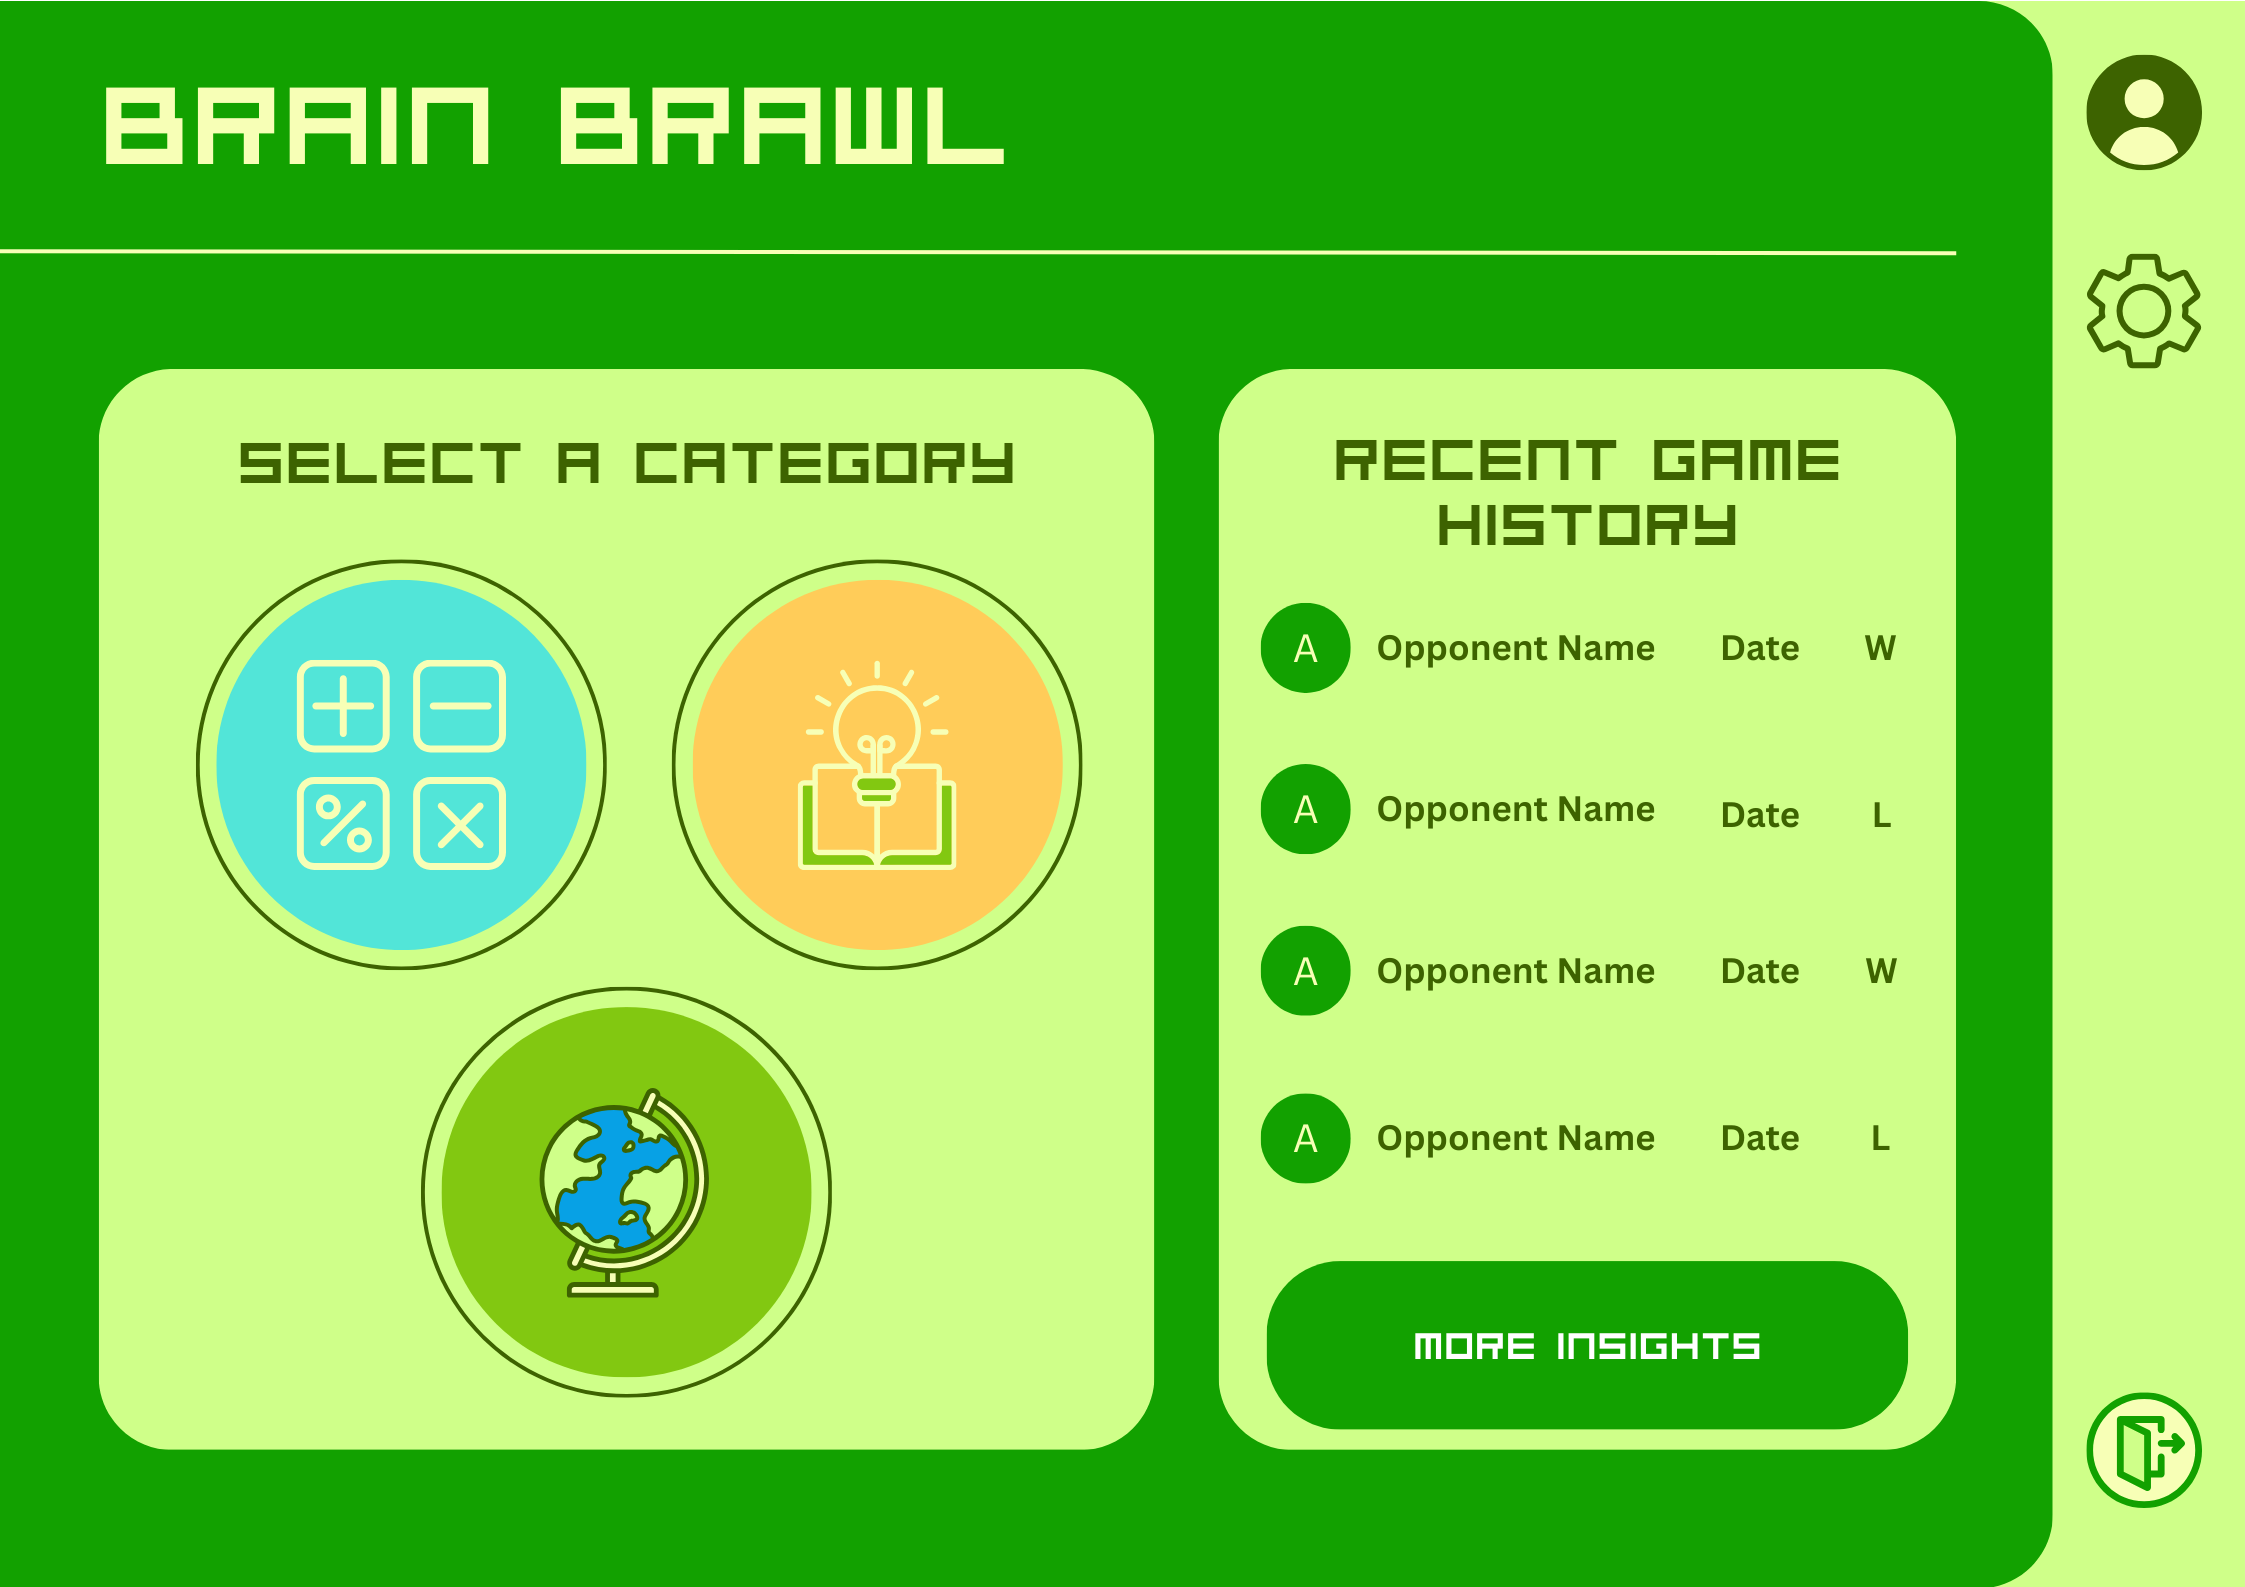 BRAIN BRAWL
SELECT A CATEGORY
RECENT GAME
HISTORY
A Opponent Name Date W
A Opponent Name Date L
A Opponent Name Date W
A Opponent Name Date L
MORE INSIGHTS